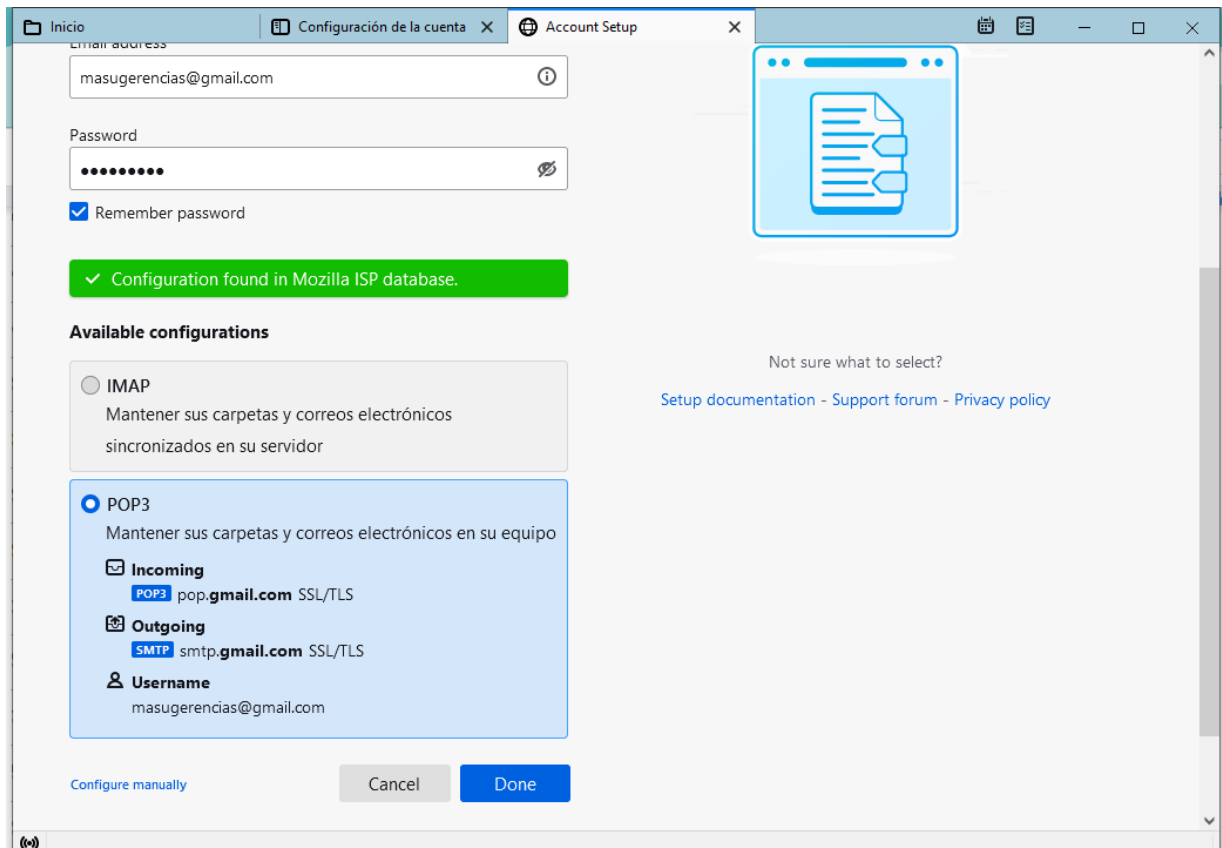 Inicio
Configuración de la cuenta
Account Setup
Email address
masugerencias@gmail.com
Password
•••••••••
Remember password
Configuration found in Mozilla ISP database.
Available configurations
IMAP
Mantener sus carpetas y correos electrónicos
sincronizados en su servidor
POP3
Mantener sus carpetas y correos electrónicos en su equipo
Incoming
POP3 pop.gmail.com SSL/TLS
Outgoing
SMTP smtp.gmail.com SSL/TLS
Username
masugerencias@gmail.com
Configure manually
Cancel
Done
Not sure what to select?
Setup documentation - Support forum - Privacy policy